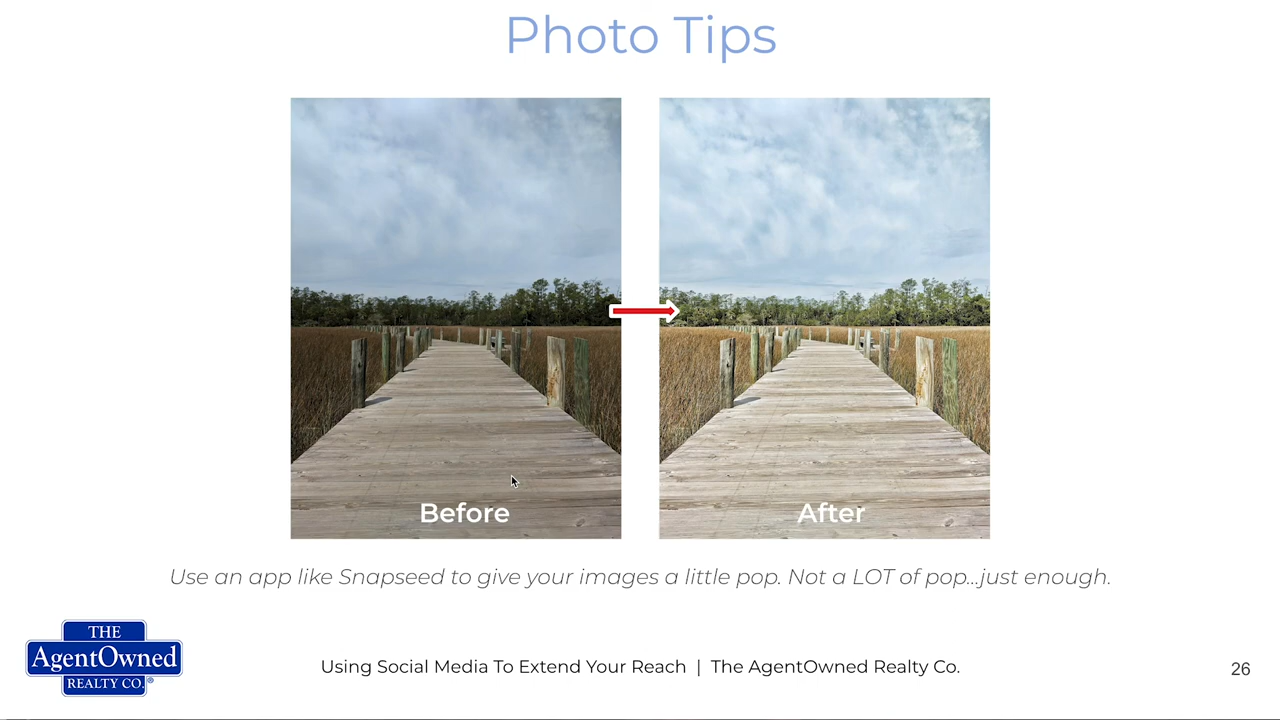 Photo Tips
Before
After
Use an app like Snapseed to give your images a little pop. Not a LOT of pop...just enough.
THE
AgentOwned
REALTY CO.®
Using Social Media To Extend Your Reach | The AgentOwned Realty Co.
26